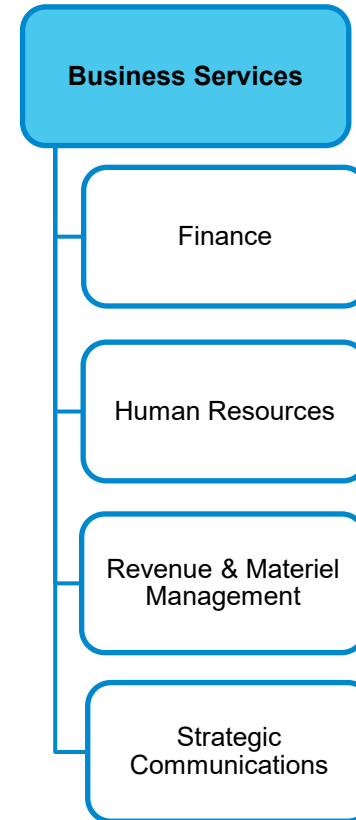 Business Services
Finance
Human Resources
Revenue & Materiel
Management
Strategic
Communications